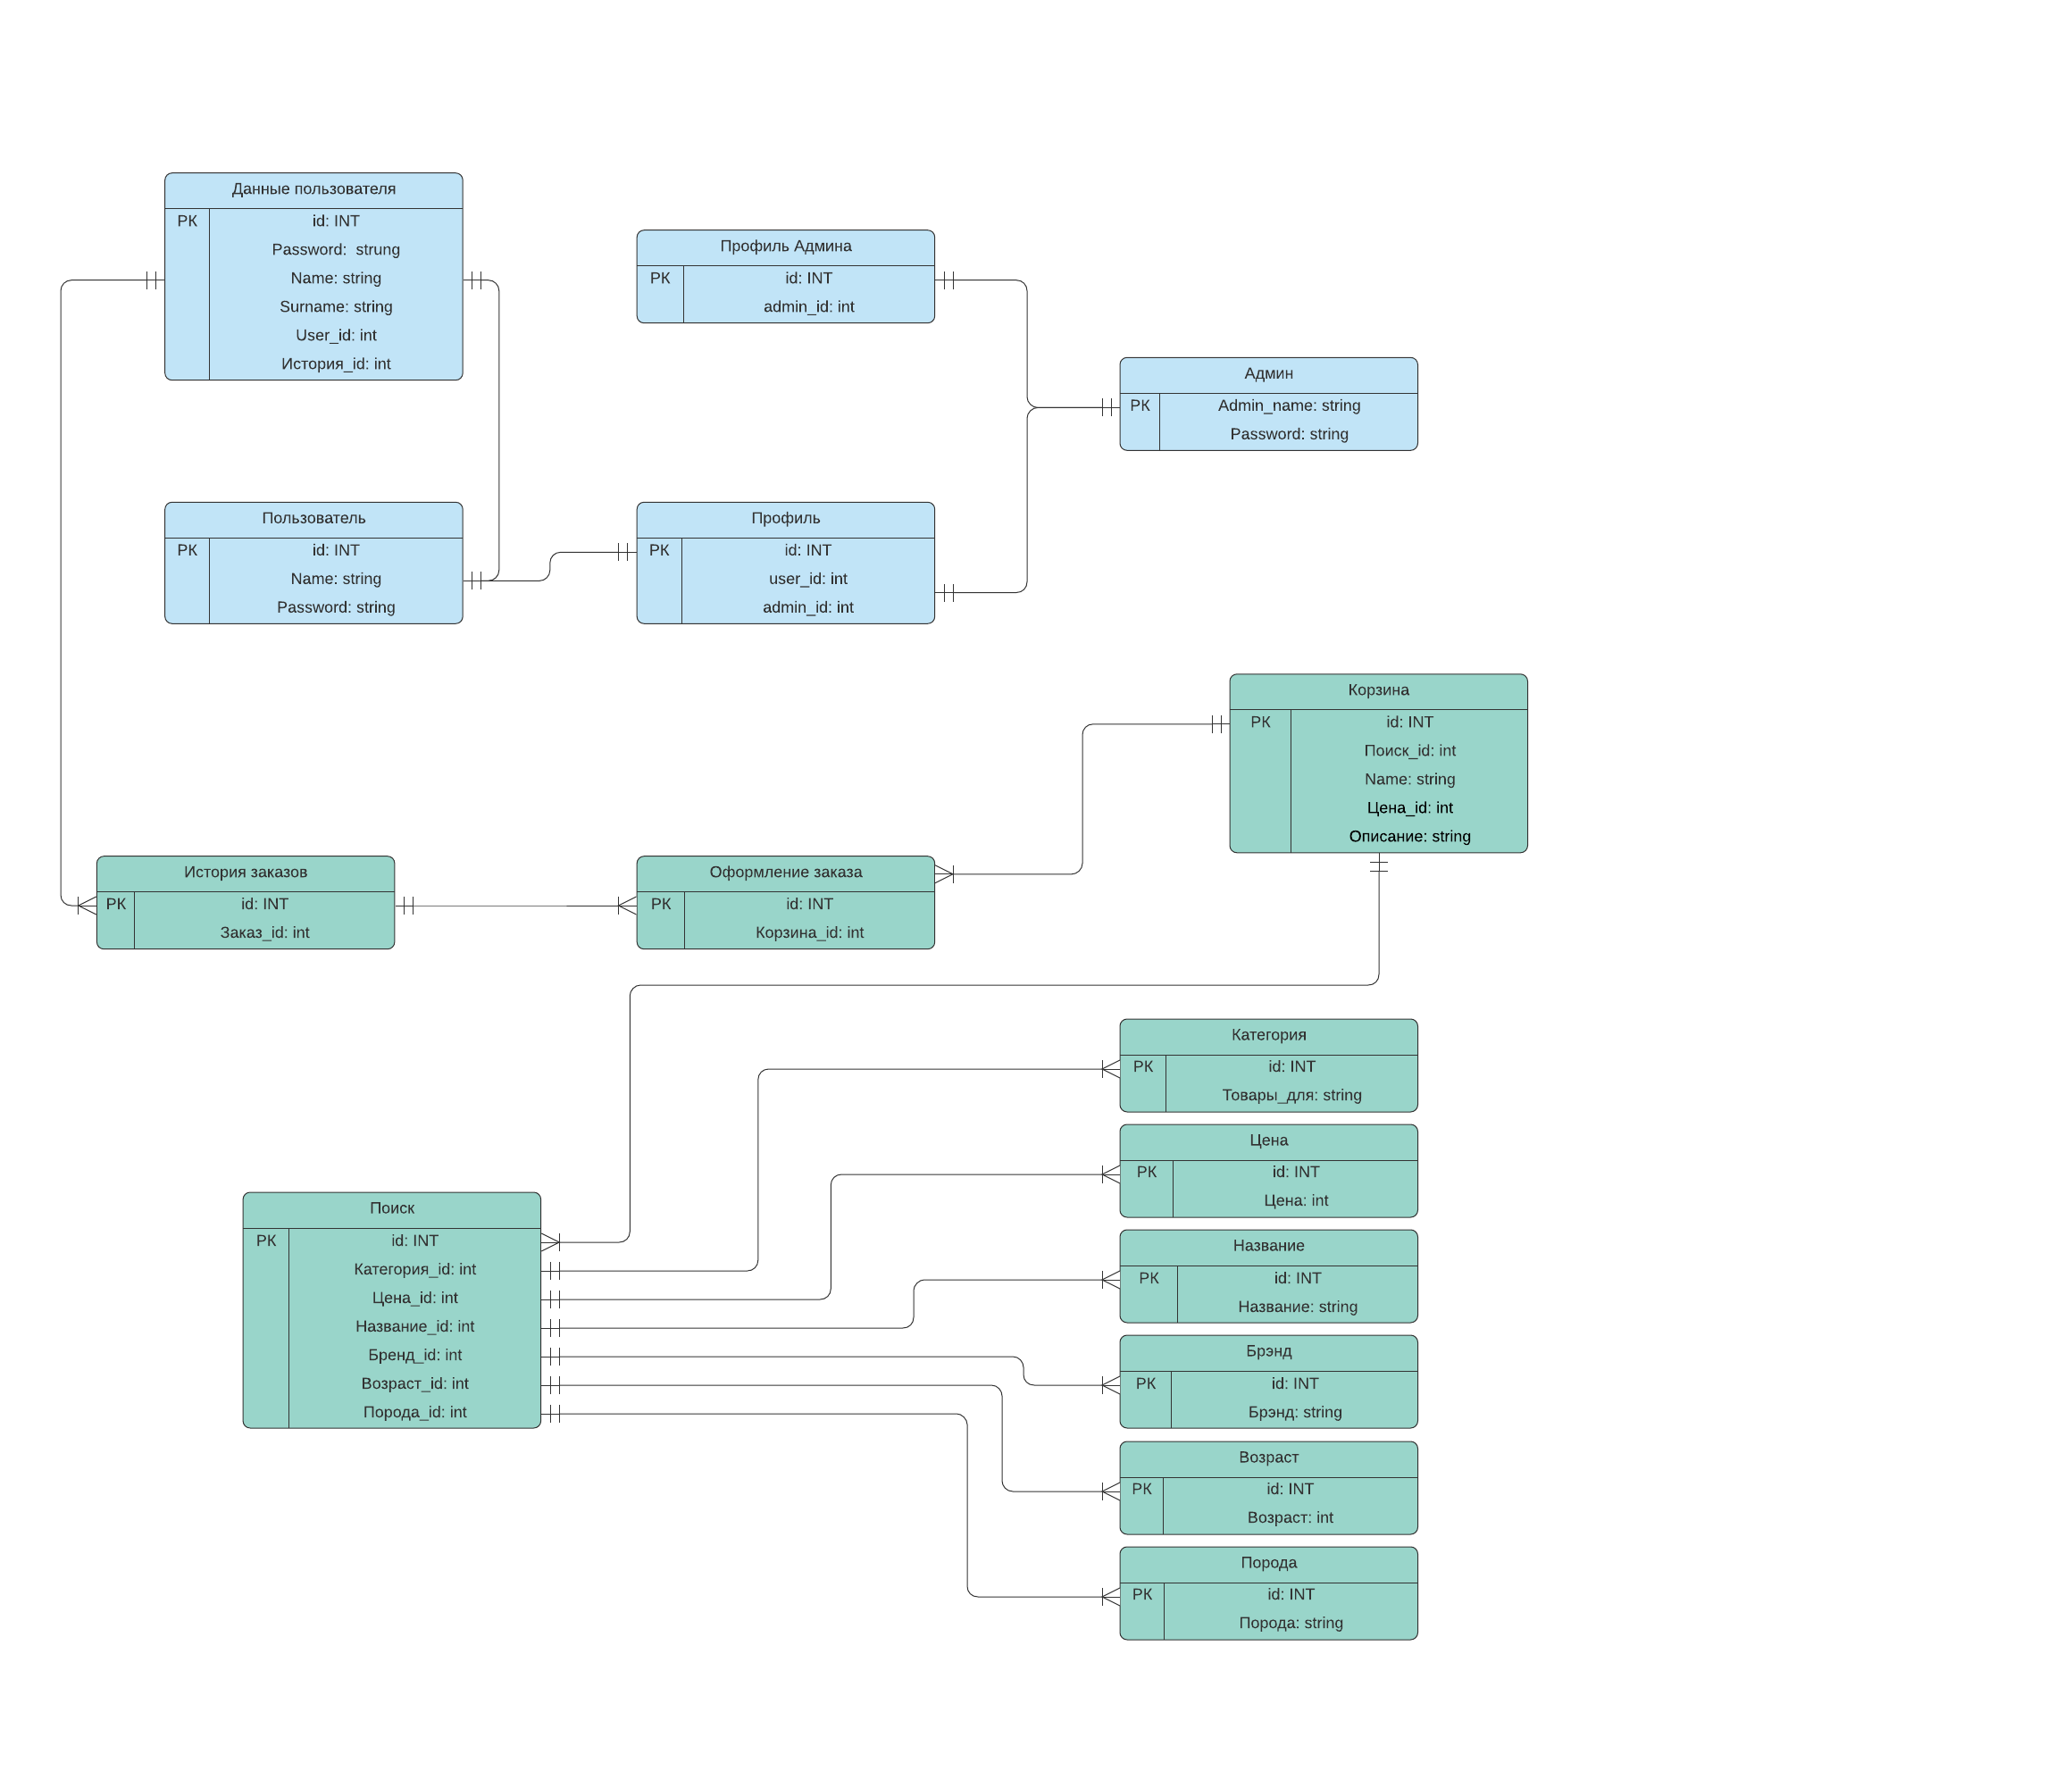 Данные пользователя
PK id: INT
Password:  strung
Name: string
Surname: string
User_id: int
История_id: int
Профиль Админа
PK id: INT
admin_id: int
Админ
PK Admin_name: string
Password: string
Пользователь
PK id: INT
Name: string
Password: string
Профиль
PK id: INT
user_id: int
admin_id: int
Корзина
PK id: INT
Поиск_id: int
Name: string
Цена_id: int
Описание: string
История заказов
PK id: INT
Заказ_id: int
Оформление заказа
PK id: INT
Корзина_id: int
Категория
PK id: INT
Товары_для: string
Цена
PK id: INT
Цена: int
Поиск
PK id: INT
Категория_id: int
Цена_id: int
Название_id: int
Бренд_id: int
Возраст_id: int
Порода_id: int
Название
PK id: INT
Название: string
Брэнд
PK id: INT
Брэнд: string
Возраст
PK id: INT
Возраст: int
Порода
PK id: INT
Порода: string